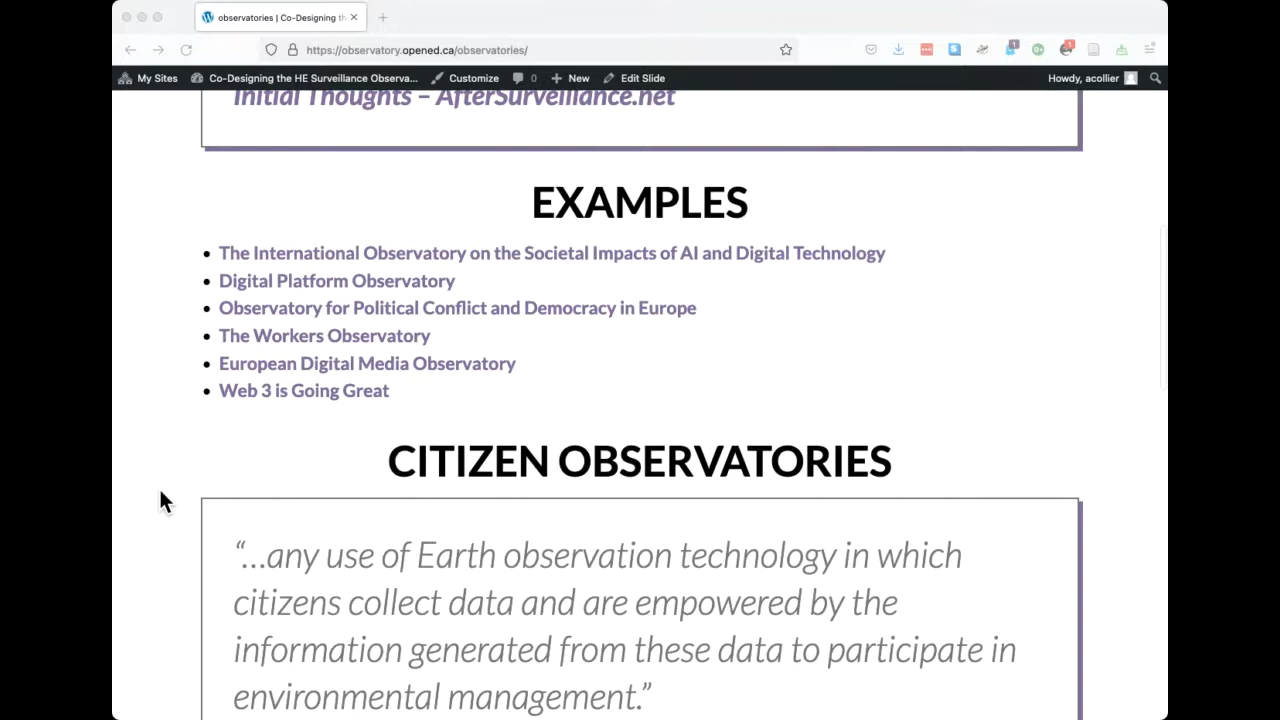 observatories | Co-Designing th
https://observatory.opened.ca/observatories/
1
1
My Sites Co-Designing the HE Surveillance Observa... Customize 0 New Edit Slide Howdy, acollier
Initial Thoughts – AfterSurveillance.net
EXAMPLES
• The International Observatory on the Societal Impacts of AI and Digital Technology
• Digital Platform Observatory
• Observatory for Political Conflict and Democracy in Europe
• The Workers Observatory
• European Digital Media Observatory
• Web 3 is Going Great
CITIZEN OBSERVATORIES
“...any use of Earth observation technology in which
citizens collect data and are empowered by the
information generated from these data to participate in
environmental management.”